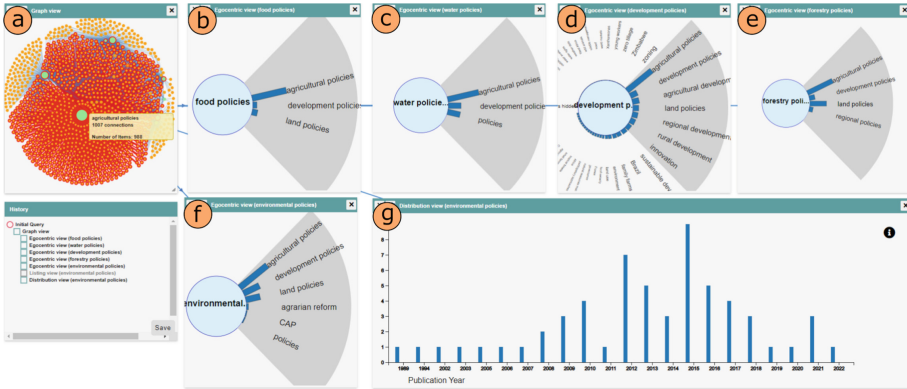 a
Graph view
agricultural policies
1007 connections
Number of Items: 980
b
Egocentric view (food policies)
food policies
agricultural policies
development policies
land policies
c
Egocentric view (water policies)
water policie...
agricultural policies
development policies
policies
d
Egocentric view (development policies)
development p...
Zimbabwe
zoning
agricultural policies
development policies
agricultural developm
land policies
regional development
rural development
innovation
sustainable dev
Brazil
family farms
e
Egocentric view (forestry policies)
forestry poli...
agricultural policies
development policies
land policies
regional policies
History
Initial Query
Graph view
Egocentric view (food policies)
Egocentric view (water policies)
Egocentric view (development policies)
Egocentric view (forestry policies)
Egocentric view (environmental policies)
Listing view (environmental policies)
Distribution view (environmental policies)
Save
f
Egocentric view (environmental policies)
environmental...
agricultural policies
development policies
land policies
agrarian reform
CAP
policies
g
Distribution view (environmental policies)
8
7
6
5
4
3
2
1
0
1989 1994 2002 2003 2005 2006 2007 2008 2009 2010 2011 2012 2013 2014 2015 2016 2017 2018 2019 2020 2021 2022
Publication Year